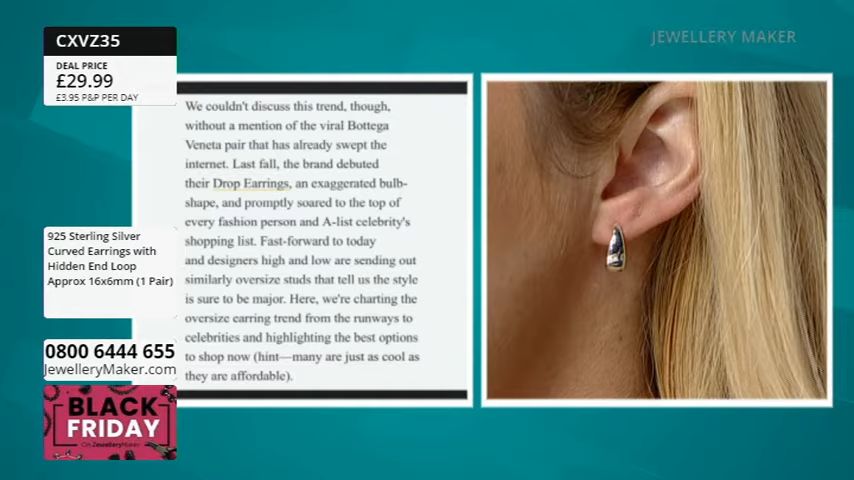 CXVZ35
DEAL PRICE
£29.99
£3.95 P&P PER DAY
925 Sterling Silver
Curved Earrings with
Hidden End Loop
Approx 16x6mm (1 Pair)
0800 6444 655
JewelleryMaker.com
BLACK
FRIDAY
On JewelleryMaker
We couldn't discuss this trend, though,
without a mention of the viral Bottega
Veneta pair that has already swept the
internet. Last fall, the brand debuted
their Drop Earrings, an exaggerated bulb-
shape, and promptly soared to the top of
every fashion person and A-list celebrity's
shopping list. Fast-forward to today
and designers high and low are sending out
similarly oversize studs that tell us the style
is sure to be major. Here, we're charting the
oversize earring trend from the runways to
celebrities and highlighting the best options
to shop now (hint—many are just as cool as
they are affordable).
JEWELLERY MAKER